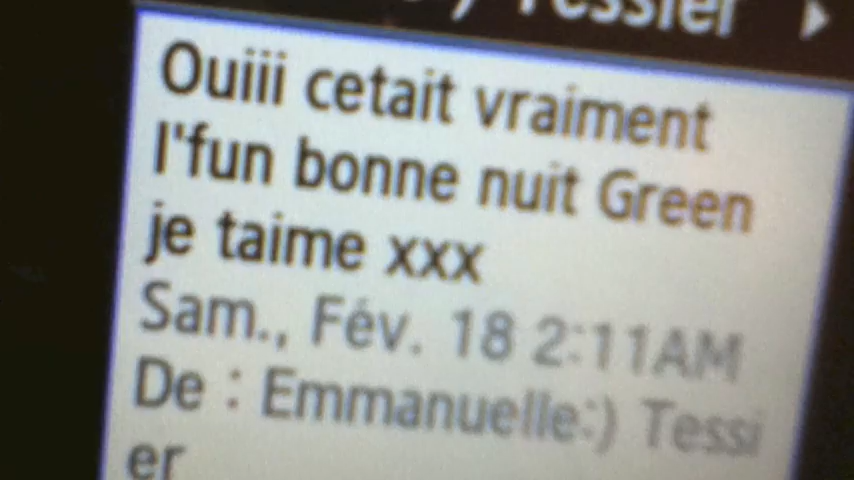 :) Tessier
Ouiii cetait vraiment
l'fun bonne nuit Green
je taime xxx
Sam., Fév. 18 2:11AM
De : Emmanuelle:) Tessi
er